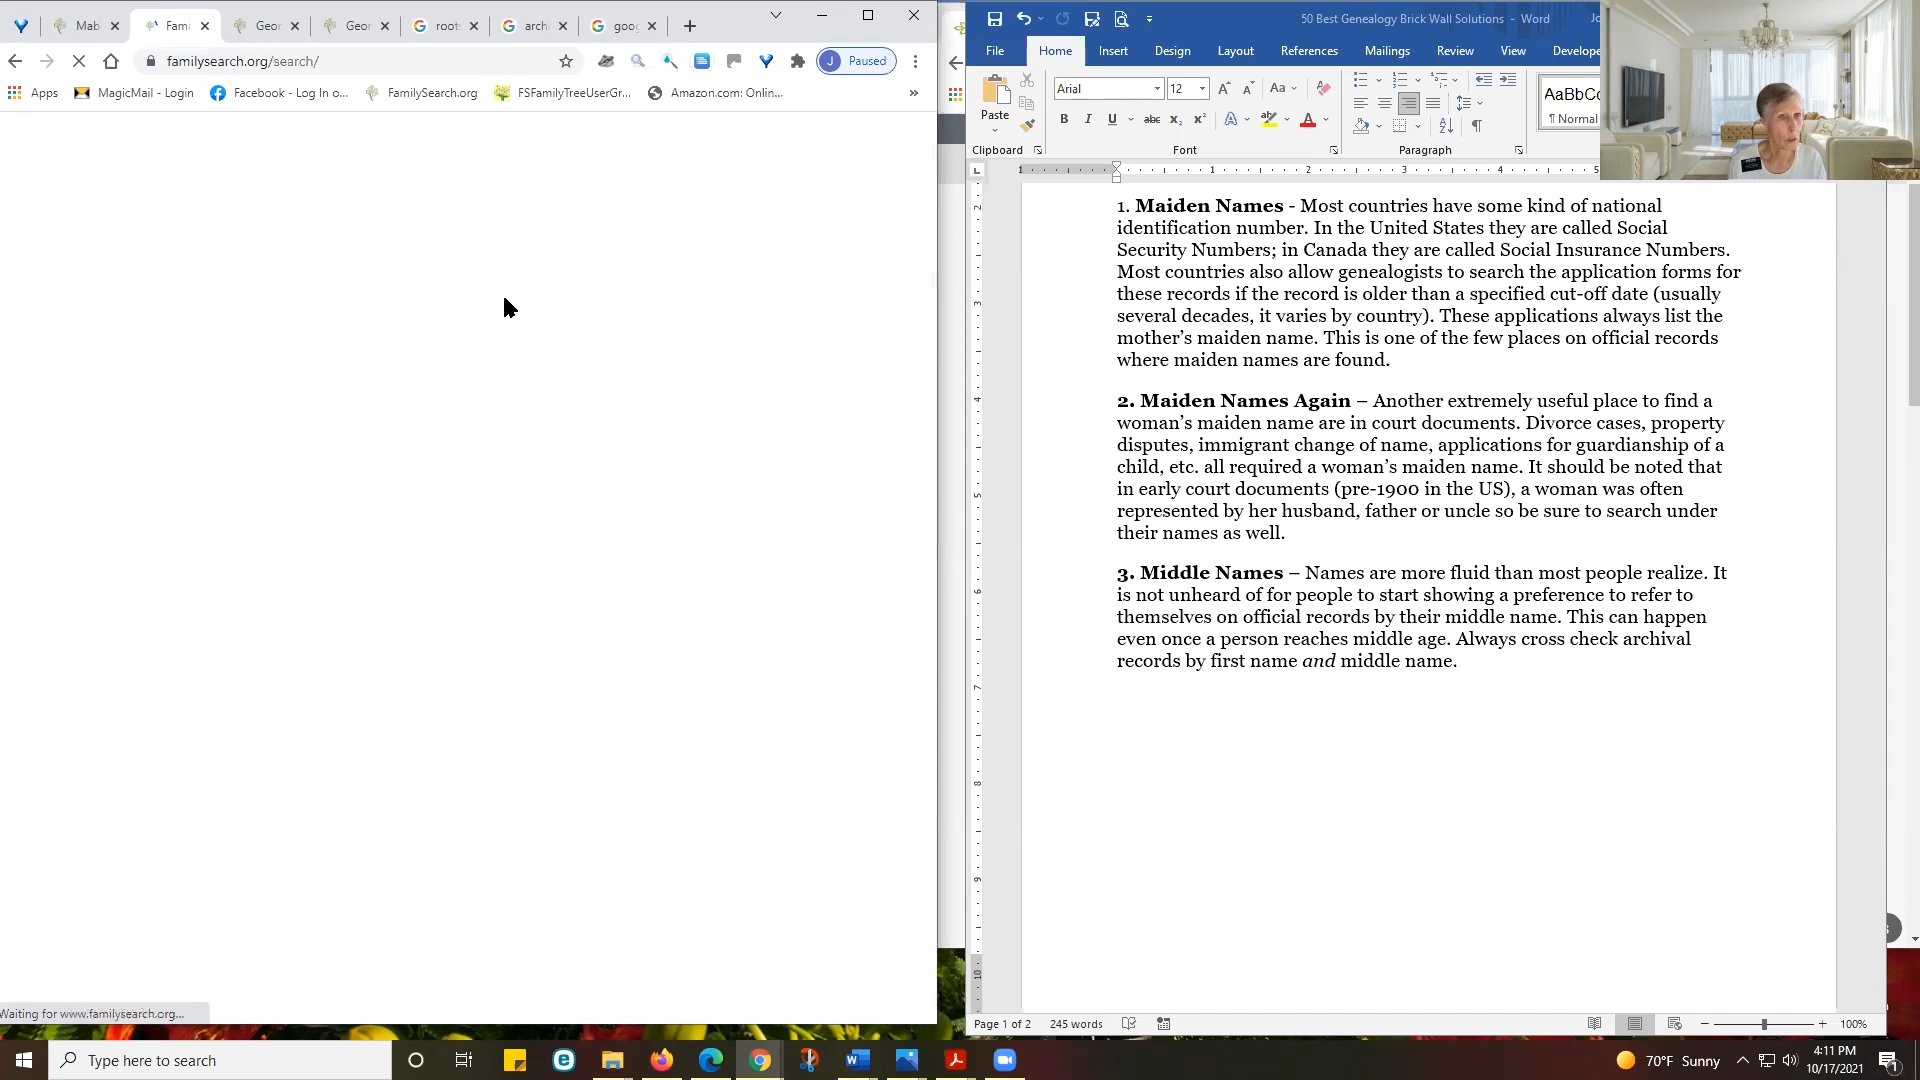 Mab
Fami
Geor
Geor
root
archi
goog
familysearch.org/search/
J Paused
Apps
MagicMail - Login
Facebook - Log In o...
FamilySearch.org
FSFamilyTreeUserGr...
Amazon.com: Onlin...
»
Waiting for www.familysearch.org...
50 Best Genealogy Brick Wall Solutions - Word
Jo
File Home Insert Design Layout References Mailings Review View Develope
Paste
Arial
12
Aa
B I U abc x₂ x²
AaBbCc
¶ Normal
Clipboard
Font
Paragraph
1. Maiden Names - Most countries have some kind of national
identification number. In the United States they are called Social
Security Numbers; in Canada they are called Social Insurance Numbers.
Most countries also allow genealogists to search the application forms for
these records if the record is older than a specified cut-off date (usually
several decades, it varies by country). These applications always list the
mother’s maiden name. This is one of the few places on official records
where maiden names are found.
2. Maiden Names Again – Another extremely useful place to find a
woman’s maiden name are in court documents. Divorce cases, property
disputes, immigrant change of name, applications for guardianship of a
child, etc. all required a woman’s maiden name. It should be noted that
in early court documents (pre-1900 in the US), a woman was often
represented by her husband, father or uncle so be sure to search under
their names as well.
3. Middle Names – Names are more fluid than most people realize. It
is not unheard of for people to start showing a preference to refer to
themselves on official records by their middle name. This can happen
even once a person reaches middle age. Always cross check archival
records by first name and middle name.
Page 1 of 2
245 words
100%
Type here to search
70°F Sunny
4:11 PM
10/17/2021
1